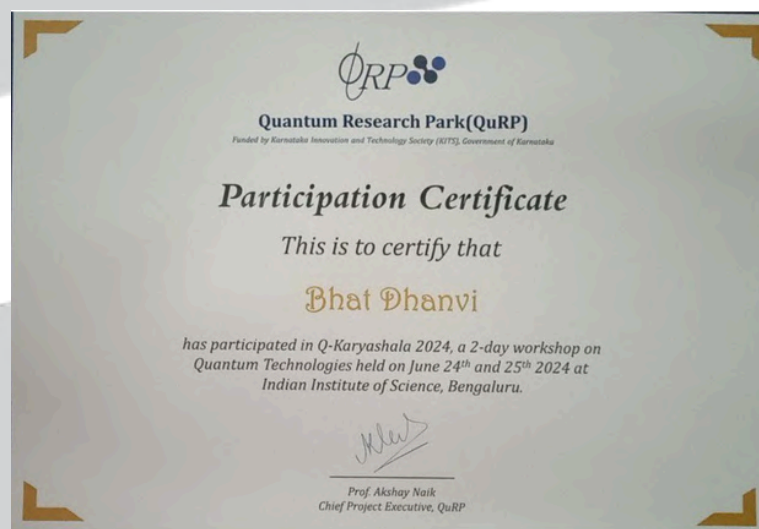 QRP
Quantum Research Park(QuRP)
Funded by Karnataka Innovation and Technology Society (KITS), Government of Karnataka
Participation Certificate
This is to certify that
Bhat Dhanvi
has participated in Q-Karyashala 2024, a 2-day workshop on
Quantum Technologies held on June 24th and 25th 2024 at
Indian Institute of Science, Bengaluru.
Prof. Akshay Naik
Chief Project Executive, QuRP